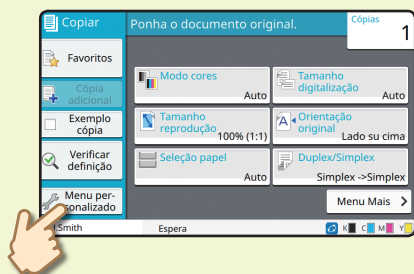 Copiar
Ponha o documento original.
Cópias
1
Favoritos
Cópia
adicional
Exemplo
cópia
Verificar
definição
Menu per-
sonalizado
Modo cores
Auto
Tamanho
digitalização
Auto
Tamanho
reprodução
100% (1:1)
Orientação
original
Lado su cima
Seleção papel
Auto
Duplex/Simplex
Simplex ->Simplex
Menu Mais
.Smith
Espera
K C M Y